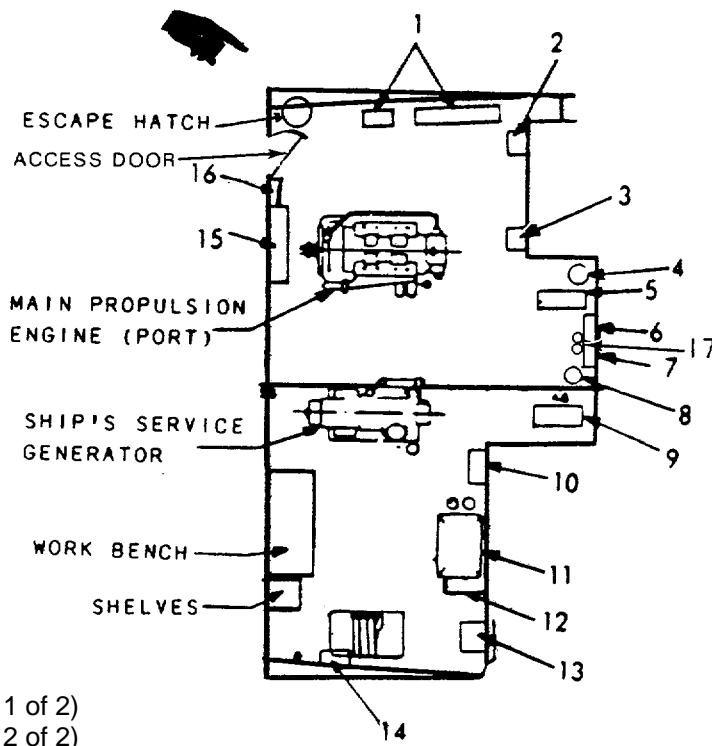 1
2
ESCAPE HATCH
ACCESS DOOR
16
3
15
4
5
MAIN PROPULSION
ENGINE (PORT)
6
17
7
8
SHIP'S SERVICE
GENERATOR
9
10
WORK BENCH
11
SHELVES
12
13
1 of 2)
2 of 2)
14